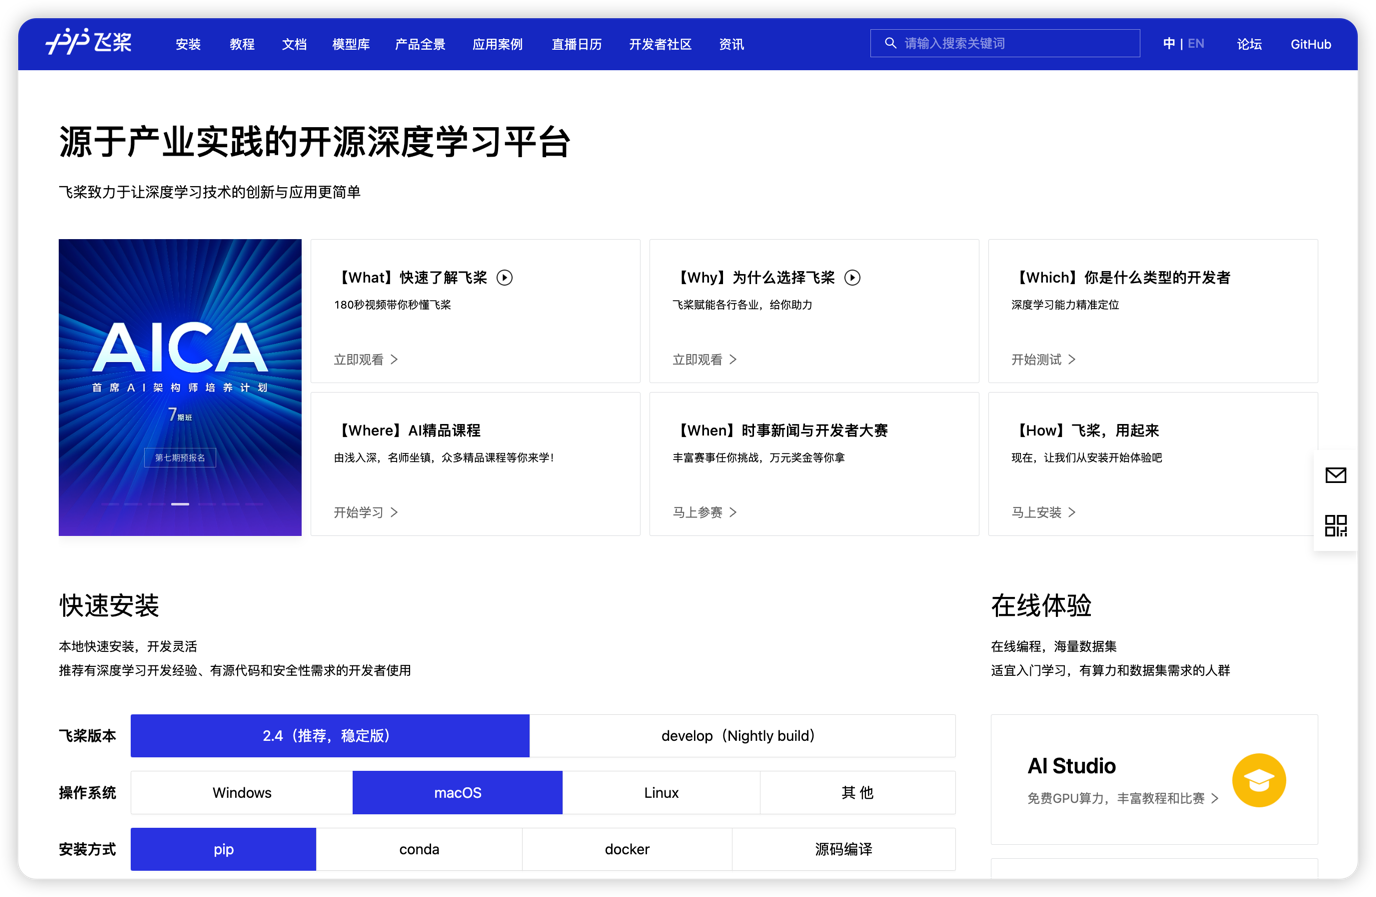 飞桨
安装 教程 文档 模型库 产品全景 应用案例 直播日历 开发者社区 资讯
请输入搜索关键词
中 | EN 论坛 GitHub
源于产业实践的开源深度学习平台
飞桨致力于让深度学习技术的创新与应用更简单
AICA
首席AI架构师培养计划
7期班
第七期预报名
【What】快速了解飞桨
180秒视频带你秒懂飞桨
立即观看
【Why】为什么选择飞桨
飞桨赋能各行各业，给你助力
立即观看
【Which】你是什么类型的开发者
深度学习能力精准定位
开始测试
【Where】AI精品课程
由浅入深，名师坐镇，众多精品课程等你来学！
开始学习
【When】时事新闻与开发者大赛
丰富赛事任你挑战，万元奖金等你拿
马上参赛
【How】飞桨，用起来
现在，让我们从安装开始体验吧
马上安装
快速安装
本地快速安装，开发灵活
推荐有深度学习开发经验、有源代码和安全性需求的开发者使用
飞桨版本 2.4（推荐，稳定版） develop（Nightly build）
操作系统 Windows macOS Linux 其他
安装方式 pip conda docker 源码编译
在线体验
在线编程，海量数据集
适宜入门学习，有算力和数据集需求的人群
AI Studio
免费GPU算力，丰富教程和比赛